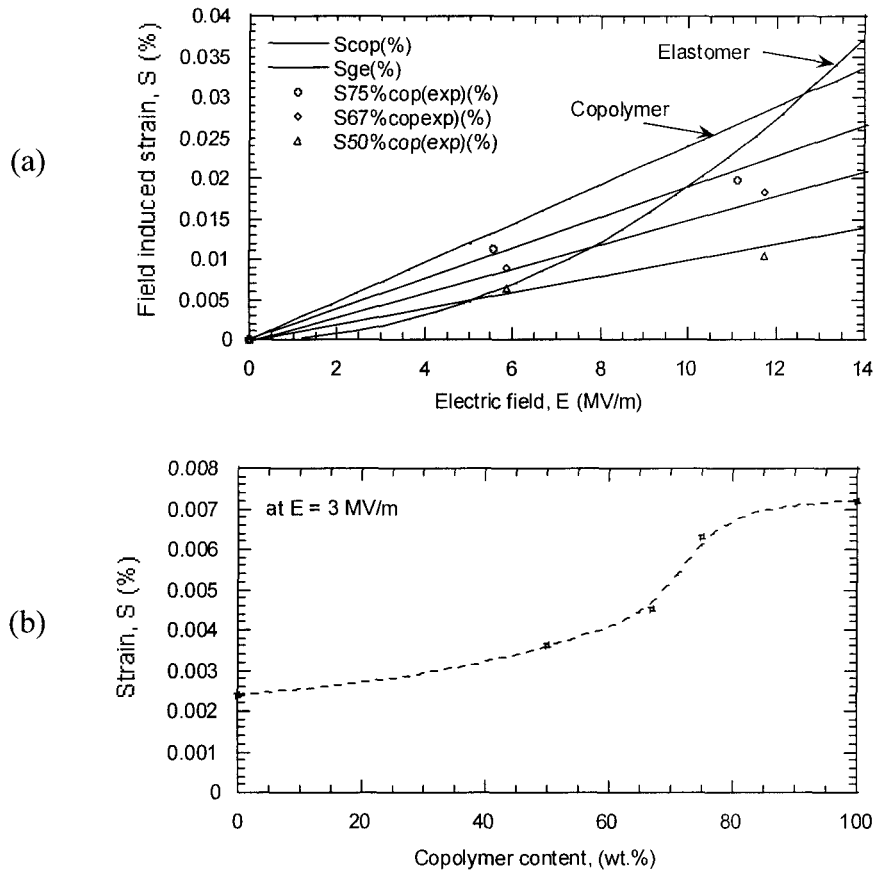 (a)
Field induced strain, S (%)
0.04
0.03
0.03
0.02
0.02
0.015
0.01
0.005
0
Scop(%)
Sge(%)
S75%cop(exp)(%)
S67%copexp)(%)
S50%cop(exp)(%)
Elastomer
Copolymer
0 2 4 6 8 10 12 14
Electric field, E (MV/m)
(b)
Strain, S (%)
0.008
0.007
0.006
0.005
0.004
0.003
0.002
0.001
0
at E = 3 MV/m
0 20 40 60 80 100
Copolymer content, (wt.%)